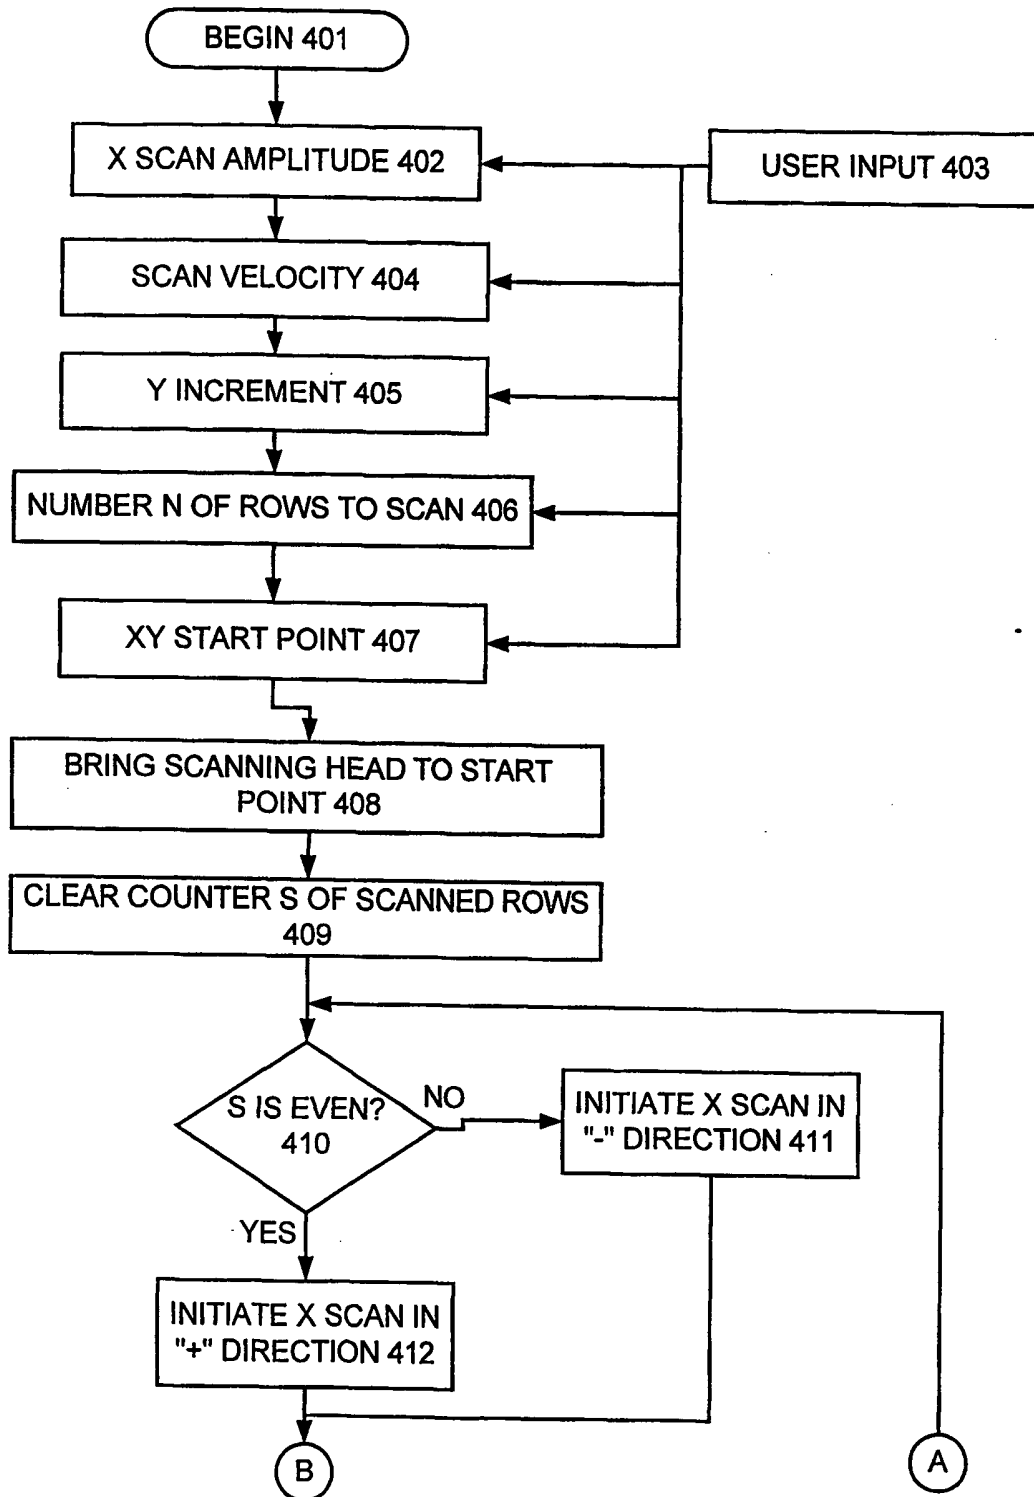 BEGIN 401
X SCAN AMPLITUDE 402
USER INPUT 403
SCAN VELOCITY 404
Y INCREMENT 405
NUMBER N OF ROWS TO SCAN 406
XY START POINT 407
BRING SCANNING HEAD TO START
POINT 408
CLEAR COUNTER S OF SCANNED ROWS
409
S IS EVEN?
410
NO
INITIATE X SCAN IN
"-" DIRECTION 411
YES
INITIATE X SCAN IN
"+" DIRECTION 412
B
A